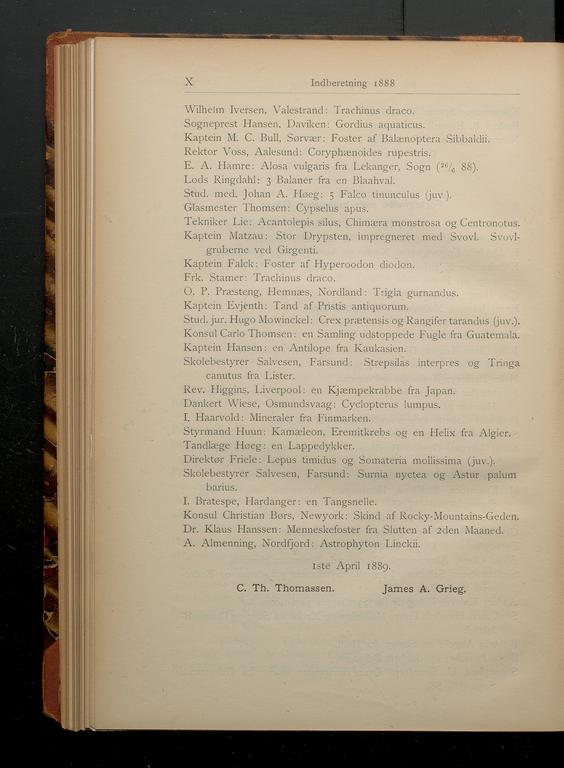 X Indberetning 1888
Wilhelm Iversen, Valestrand: Trachinus draco.
Sogneprest Hansen, Daviken: Gordius aquaticus.
Kaptein M. C. Bull, Sørvær: Foster af Balænoptera Sibbaldii.
Rektor Voss, Aalesund: Coryphænoides rupestris.
E. A. Hamre: Alosa vulgaris fra Lekanger, Sogn (26/6 88).
Lods Ringdahl: 3 Balaner fra en Blaahval.
Stud. med. Johan A. Høeg: 5 Falco tinunculus (juv.).
Glasmester Thomsen: Cypselus apus.
Tekniker Lie: Acantolepis silus, Chimæra monstrosa og Centronotus.
Kaptein Matzau: Stor Drypsten, impregneret med Svovl. Svovl-
gruberne ved Girgenti.
Kaptein Falck: Foster af Hyperoodon diodon.
Frk. Stamer: Trachinus draco.
O. P. Præsteng, Hemnæs, Nordland: Trigla gurnandus.
Kaptein Evjenth: Tand af Pristis antiquorum.
Stud. jur. Hugo Mowinckel: Crex prætensis og Rangifer tarandus (juv.).
Konsul Carlo Thomsen: en Samling udstoppede Fugle fra Guatemala.
Kaptein Hansen: en Antilope fra Kaukasien.
Skolebestyrer Salvesen, Farsund: Strepsilas interpres og Tringa
canutus fra Lister.
Rev. Higgins, Liverpool: en Kjæmpekrabbe fra Japan.
Dankert Wiese, Osmundsvaag: Cyclopterus lumpus.
I. Haarvold: Mineraler fra Finmarken.
Styrmand Huun: Kamæleon, Eremitkrebs og en Helix fra Algier.
Tandlæge Høeg: en Lappedykker.
Direktør Friele: Lepus timidus og Somateria mollissima (juv.).
Skolebestyrer Salvesen, Farsund: Surnia nyctea og Astur palum
barius.
I. Bratespe, Hardanger: en Tangsnelle.
Konsul Christian Børs, Newyork: Skind af Rocky-Mountains-Geden.
Dr. Klaus Hanssen: Menneskefoster fra Slutten af 2den Maaned.
A. Almenning, Nordfjord: Astrophyton Linckii.
1ste April 1889.
C. Th. Thomassen. James A. Grieg.